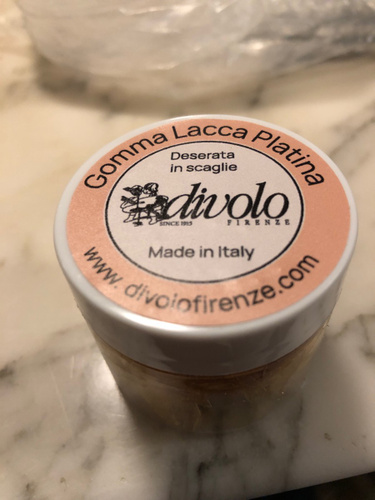 Gomma Lacca Platina
Deserata
in scaglie
divolo
SINCE 1919 FIRENZE
Made in Italy
www.divolofirenze.com